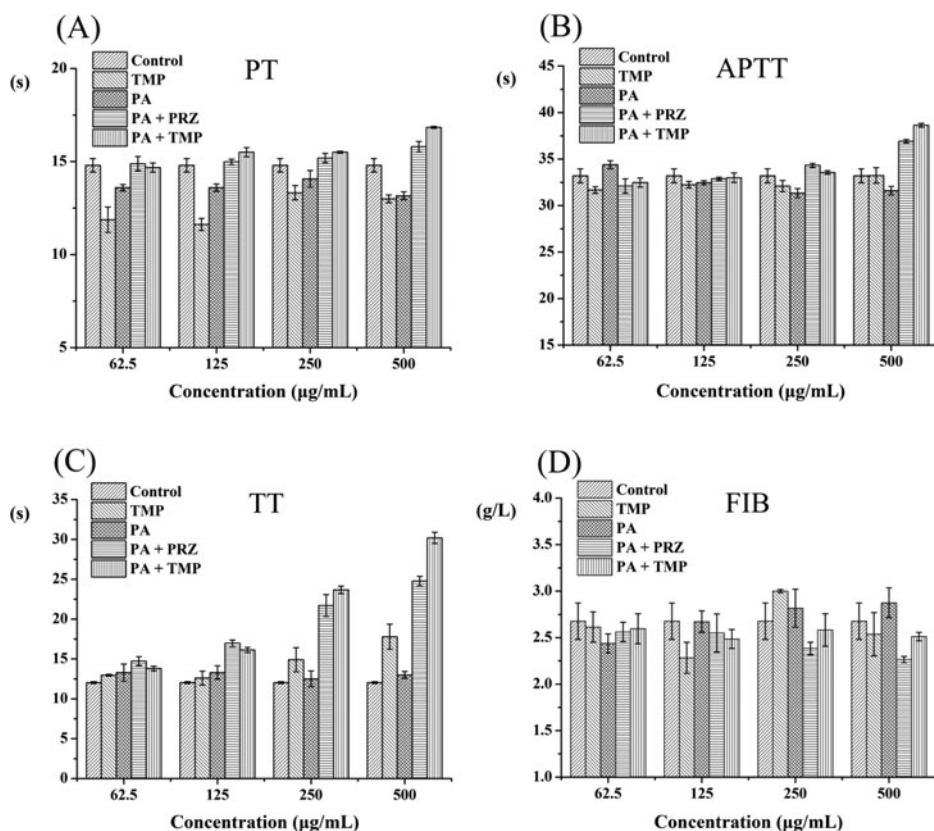 (A)
PT
(s)
Control
TMP
PA
PA + PRZ
PA + TMP
20
15
10
5
62.5 125 250 500
Concentration (μg/mL)
(B)
APTT
(s)
Control
TMP
PA
PA + PRZ
PA + TMP
45
40
35
30
25
20
15
62.5 125 250 500
Concentration (μg/mL)
(C)
TT
(s)
Control
TMP
PA
PA + PRZ
PA + TMP
35
30
25
20
15
10
5
0
62.5 125 250 500
Concentration (μg/mL)
(D)
FIB
(g/L)
Control
TMP
PA
PA + PRZ
PA + TMP
4.0
3.5
3.0
2.5
2.0
1.5
1.0
62.5 125 250 500
Concentration (μg/mL)